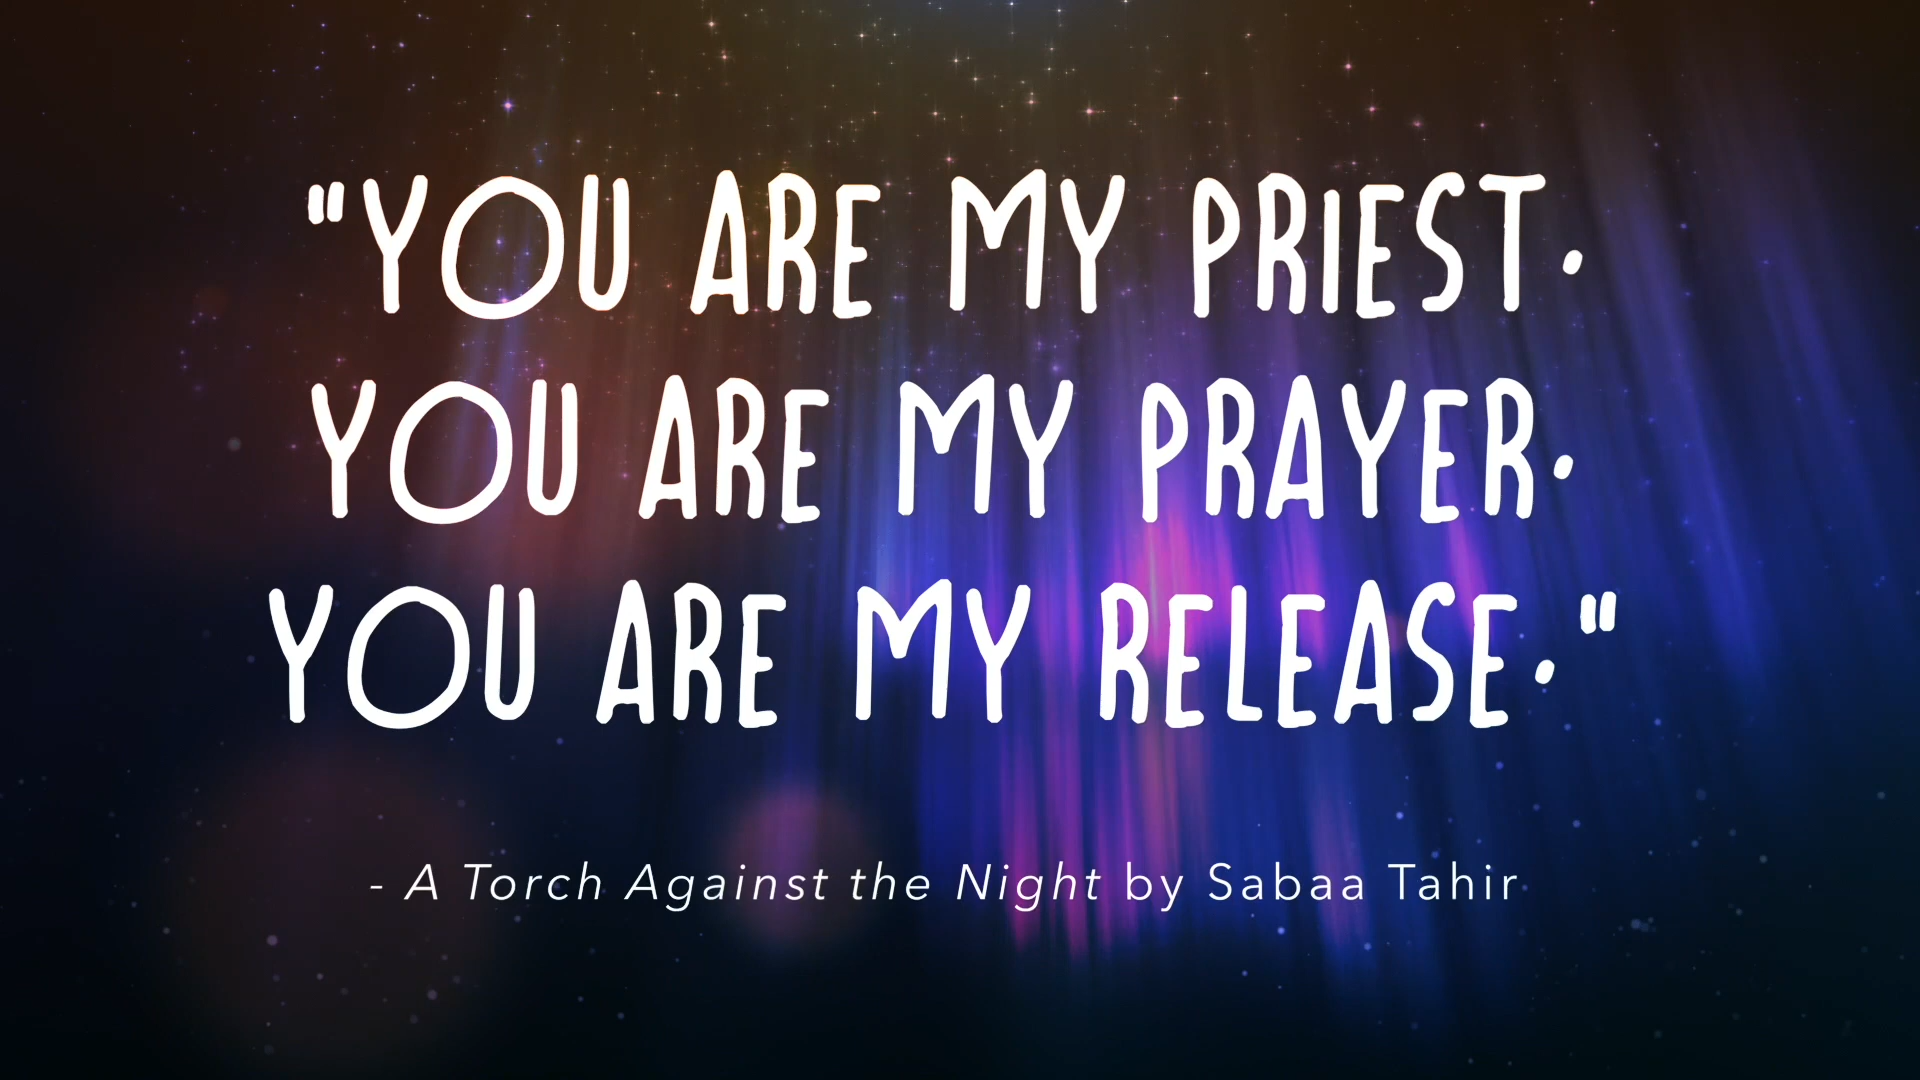 "YOU ARE MY PRIEST.
YOU ARE MY PRAYER.
YOU ARE MY RELEASE."
- A Torch Against the Night by Sabaa Tahir